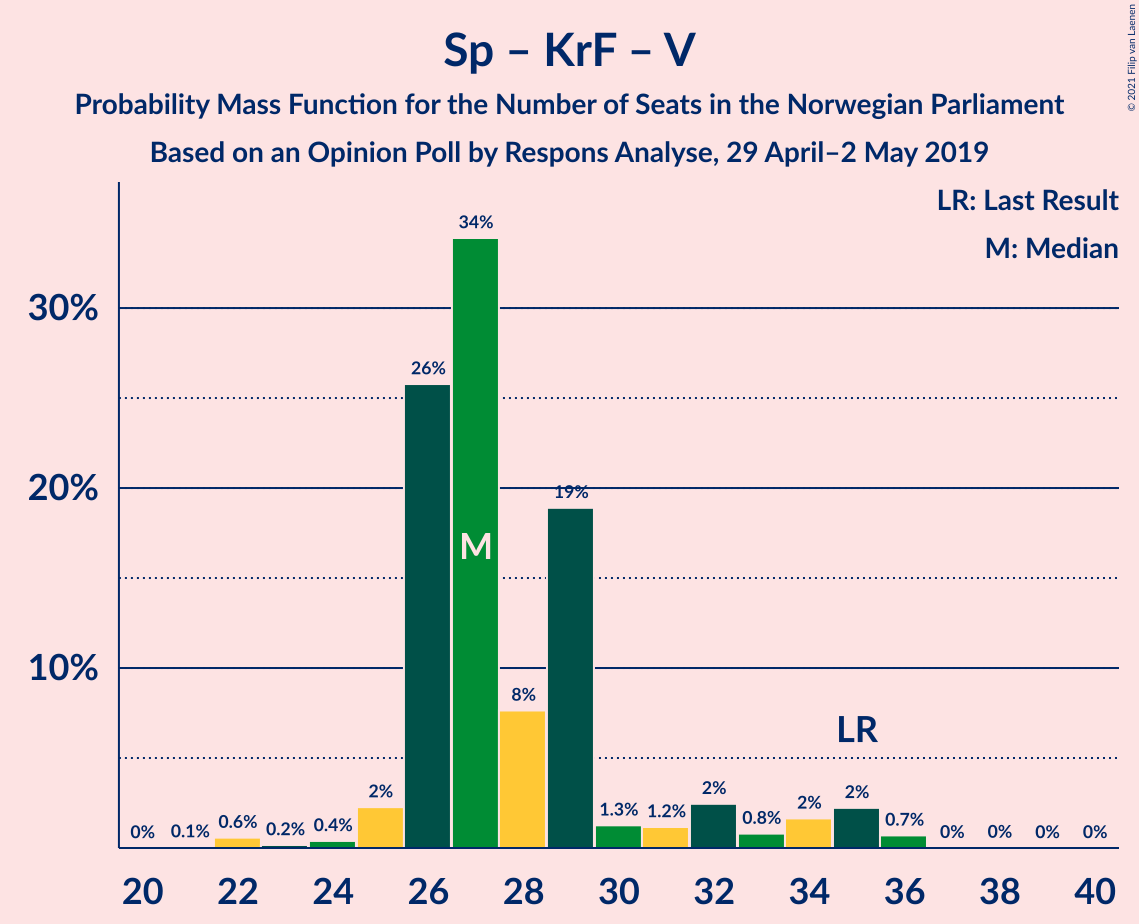 Sp – KrF – V
Probability Mass Function for the Number of Seats in the Norwegian Parliament
Based on an Opinion Poll by Respons Analyse, 29 April–2 May 2019
© 2021 Filip van Laenen
LR: Last Result
M: Median
30%
20%
10%
0%
0.1%
0.6%
0.2%
0.4%
2%
26%
34%
8%
19%
1.3%
1.2%
2%
0.8%
2%
2%
0.7%
0%
0%
0%
0%
M
LR
20 22 24 26 28 30 32 34 36 38 40